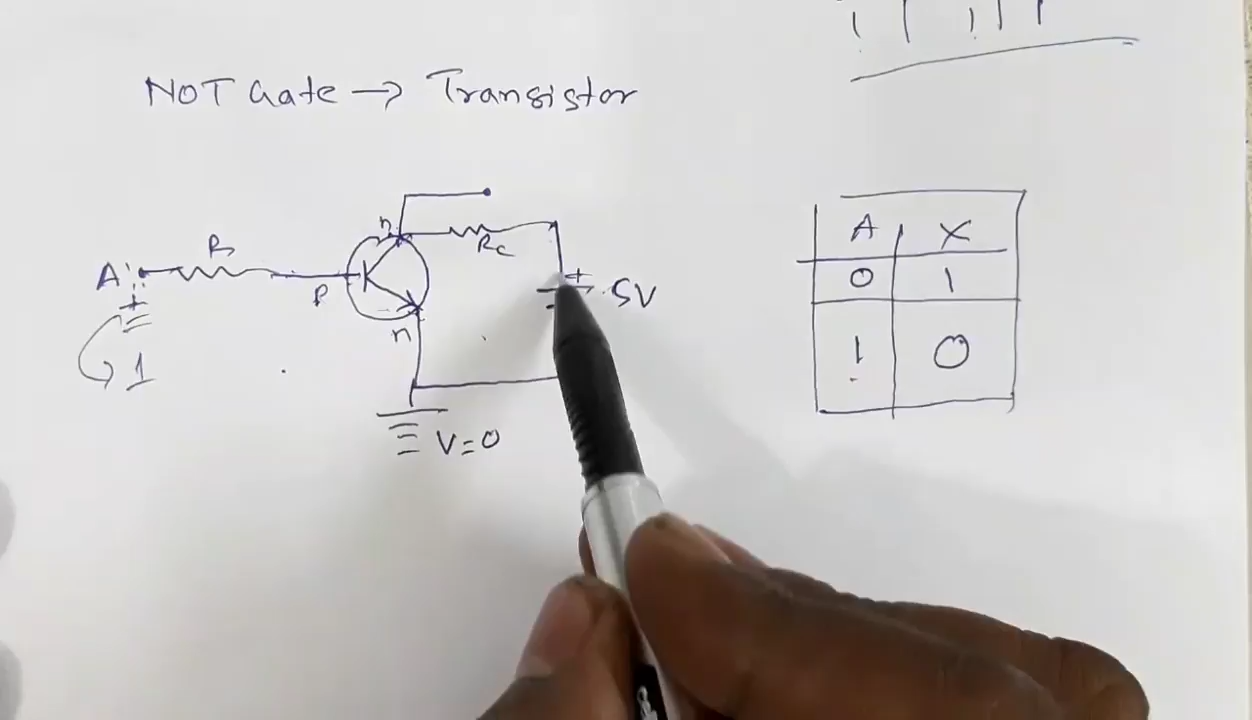 NOT Gate → Transistor
n
R
Rc
A
+
P
+
5V
n
1
V=0
A X
0 1
1 0